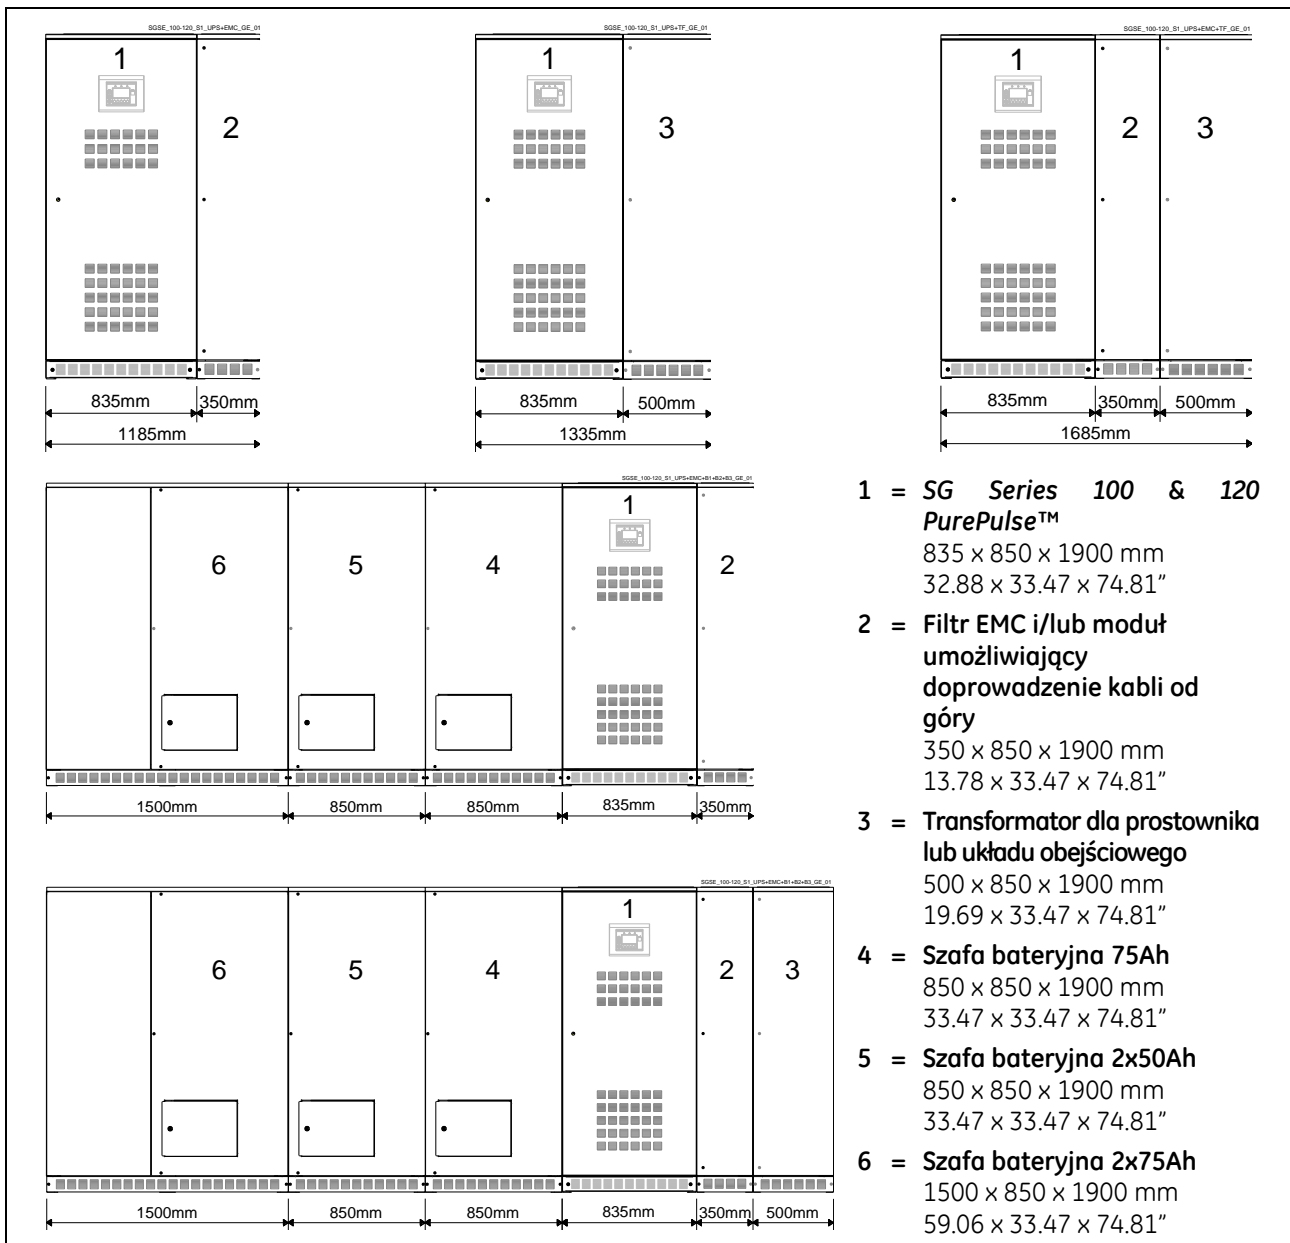 SGSE_100-120_S1_UPS+EMC_GE_01
1
2
835mm
350mm
1185mm
SGSE_100-120_S1_UPS+TF_GE_01
1
3
835mm
500mm
1335mm
SGSE_100-120_S1_UPS+EMC+TF_GE_01
1
2
3
835mm
350mm
500mm
1685mm
SGSE_100-120_S1_UPS+EMC+B1+B2+B3_GE_01
6
5
4
1
2
1500mm
850mm
850mm
835mm
350mm
SGSE_100-120_S1_UPS+EMC+B1+B2+B3_GE_01
6
5
4
1
2
3
1500mm
850mm
850mm
835mm
350mm
500mm
1 = SG Series 100 & 120
PurePulse™
835 x 850 x 1900 mm
32.88 x 33.47 x 74.81”
2 = Filtr EMC i/lub moduł
umożliwiający
doprowadzenie kabli od
góry
350 x 850 x 1900 mm
13.78 x 33.47 x 74.81”
3 = Transformator dla prostownika
lub układu obejściowego
500 x 850 x 1900 mm
19.69 x 33.47 x 74.81”
4 = Szafa bateryjna 75Ah
850 x 850 x 1900 mm
33.47 x 33.47 x 74.81”
5 = Szafa bateryjna 2x50Ah
850 x 850 x 1900 mm
33.47 x 33.47 x 74.81”
6 = Szafa bateryjna 2x75Ah
1500 x 850 x 1900 mm
59.06 x 33.47 x 74.81”